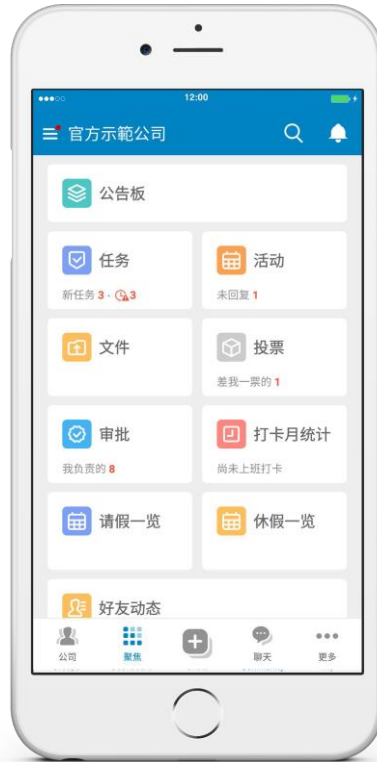 12:00
官方示範公司
公告板
任务
新任务 3 · 3
活动
未回复 1
文件
投票
差我一票的 1
审批
我负责的 8
打卡月统计
尚未上班打卡
请假一览
休假一览
好友动态
公司
聚焦
聊天
更多